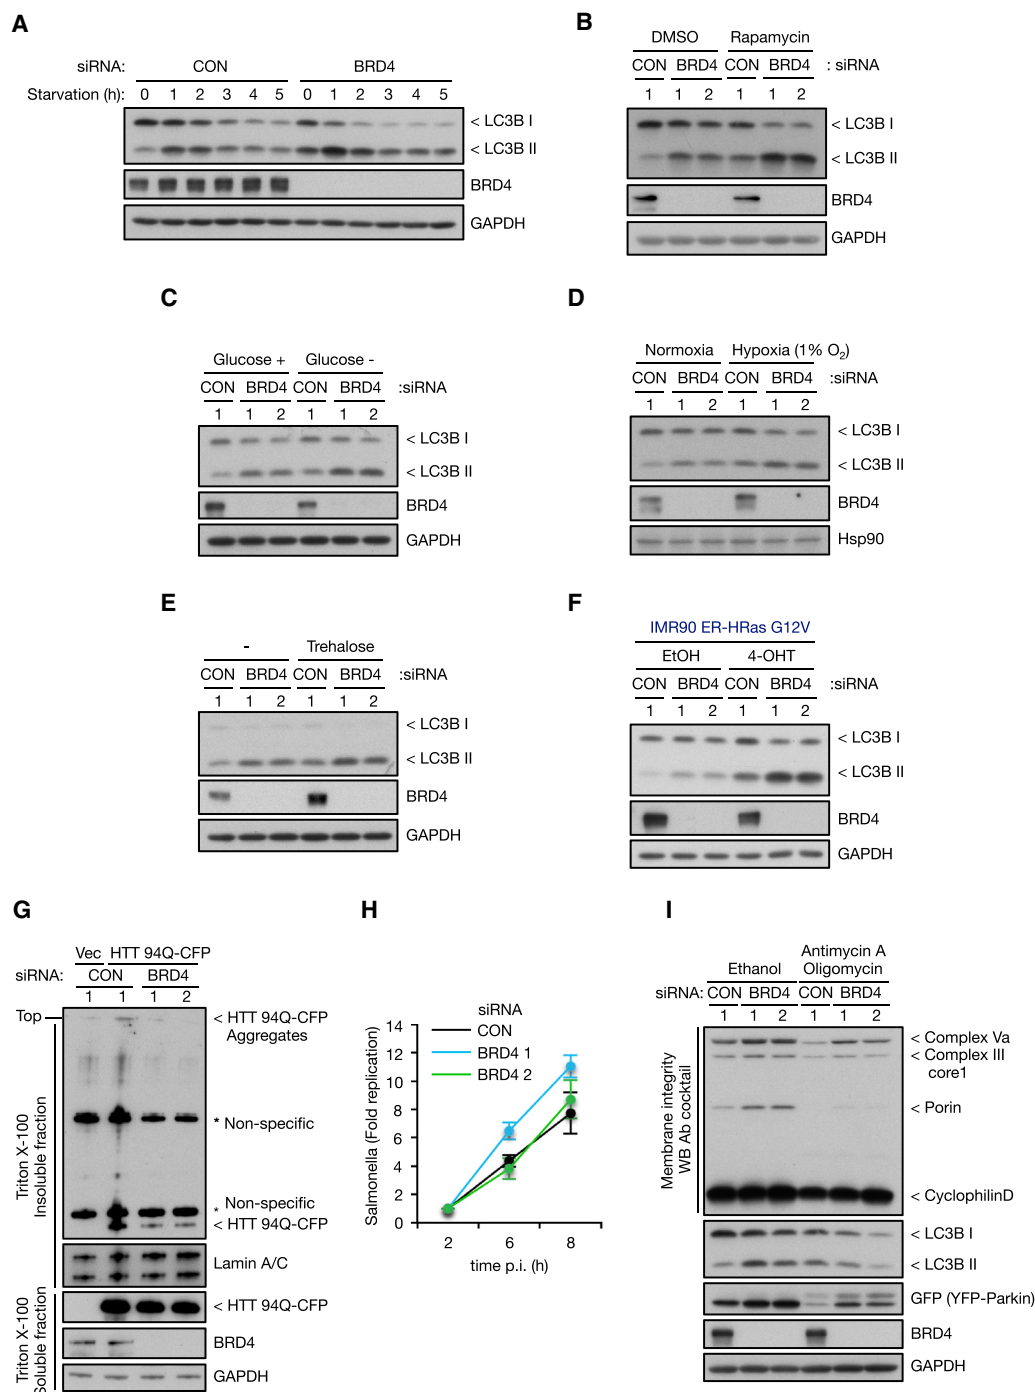 A
siRNA: CON BRD4
Starvation (h): 0 1 2 3 4 5 0 1 2 3 4 5
< LC3B I
< LC3B II
BRD4
GAPDH
B
DMSO Rapamycin
CON BRD4 CON BRD4 : siRNA
1 1 2 1 1 2
< LC3B I
< LC3B II
BRD4
GAPDH
C
Glucose + Glucose -
CON BRD4 CON BRD4 :siRNA
1 1 2 1 1 2
< LC3B I
< LC3B II
BRD4
GAPDH
D
Normoxia Hypoxia (1% O2)
CON BRD4 CON BRD4 :siRNA
1 1 2 1 1 2
< LC3B I
< LC3B II
BRD4
Hsp90
E
- Trehalose
CON BRD4 CON BRD4 :siRNA
1 1 2 1 1 2
< LC3B I
< LC3B II
BRD4
GAPDH
F
IMR90 ER-HRas G12V
EtOH 4-OHT
CON BRD4 CON BRD4 :siRNA
1 1 2 1 1 2
< LC3B I
< LC3B II
BRD4
GAPDH
G
Vec HTT 94Q-CFP
siRNA: CON BRD4
1 1 1 2
Top
< HTT 94Q-CFP
Aggregates
* Non-specific
* Non-specific
< HTT 94Q-CFP
Lamin A/C
Triton X-100
Insoluble fraction
< HTT 94Q-CFP
BRD4
GAPDH
Triton X-100
Soluble fraction
H
siRNA
CON
BRD4 1
BRD4 2
Salmonella (Fold replication)
14
12
10
8
6
4
2
0
2 6 8
time p.i. (h)
I
Ethanol Antimycin A
Oligomycin
siRNA: CON BRD4 CON BRD4
1 1 2 1 1 2
Membrane integrity
WB Ab cocktail
< Complex Va
< Complex III
core1
< Porin
< CyclophilinD
< LC3B I
< LC3B II
GFP (YFP-Parkin)
BRD4
GAPDH